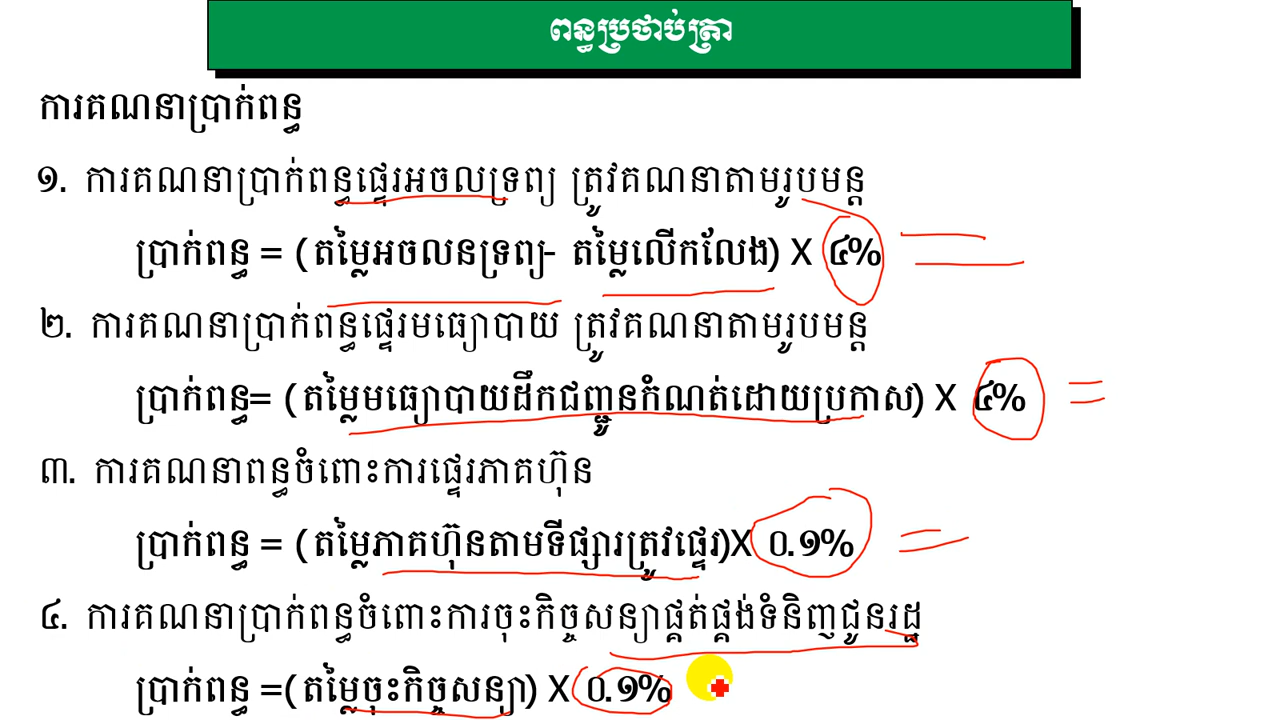 ពន្ធប្រថាប់ត្រា
ការគណនាប្រាក់ពន្ធ
១. ការគណនាប្រាក់ពន្ធផ្ទេរអចលទ្រព្យ ត្រូវគណនាតាមរូបមន្ត
ប្រាក់ពន្ធ = (តម្លៃអចលនទ្រព្យ- តម្លៃលើកលែង) X ៤%
២. ការគណនាប្រាក់ពន្ធផ្ទេរមធ្យោបាយ ត្រូវគណនាតាមរូបមន្ត
ប្រាក់ពន្ធ= (តម្លៃមធ្យោបាយដឹកជញ្ជូនកំណត់ដោយប្រកាស) X ៤%
៣. ការគណនាពន្ធចំពោះការផ្ទេរភាគហ៊ុន
ប្រាក់ពន្ធ = (តម្លៃភាគហ៊ុនតាមទីផ្សារត្រូវផ្ទេរ)X ០.១%
៤. ការគណនាប្រាក់ពន្ធចំពោះការចុះកិច្ចសន្យាផ្គត់ផ្គង់ទំនិញជូនរដ្ឋ
ប្រាក់ពន្ធ =(តម្លៃចុះកិច្ចសន្យា) X ០.១%